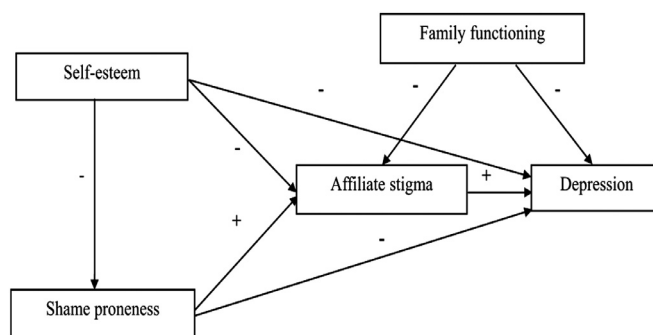 Family functioning
Self-esteem
-
-
-
-
-
Affiliate stigma
+
Depression
+
-
Shame proneness